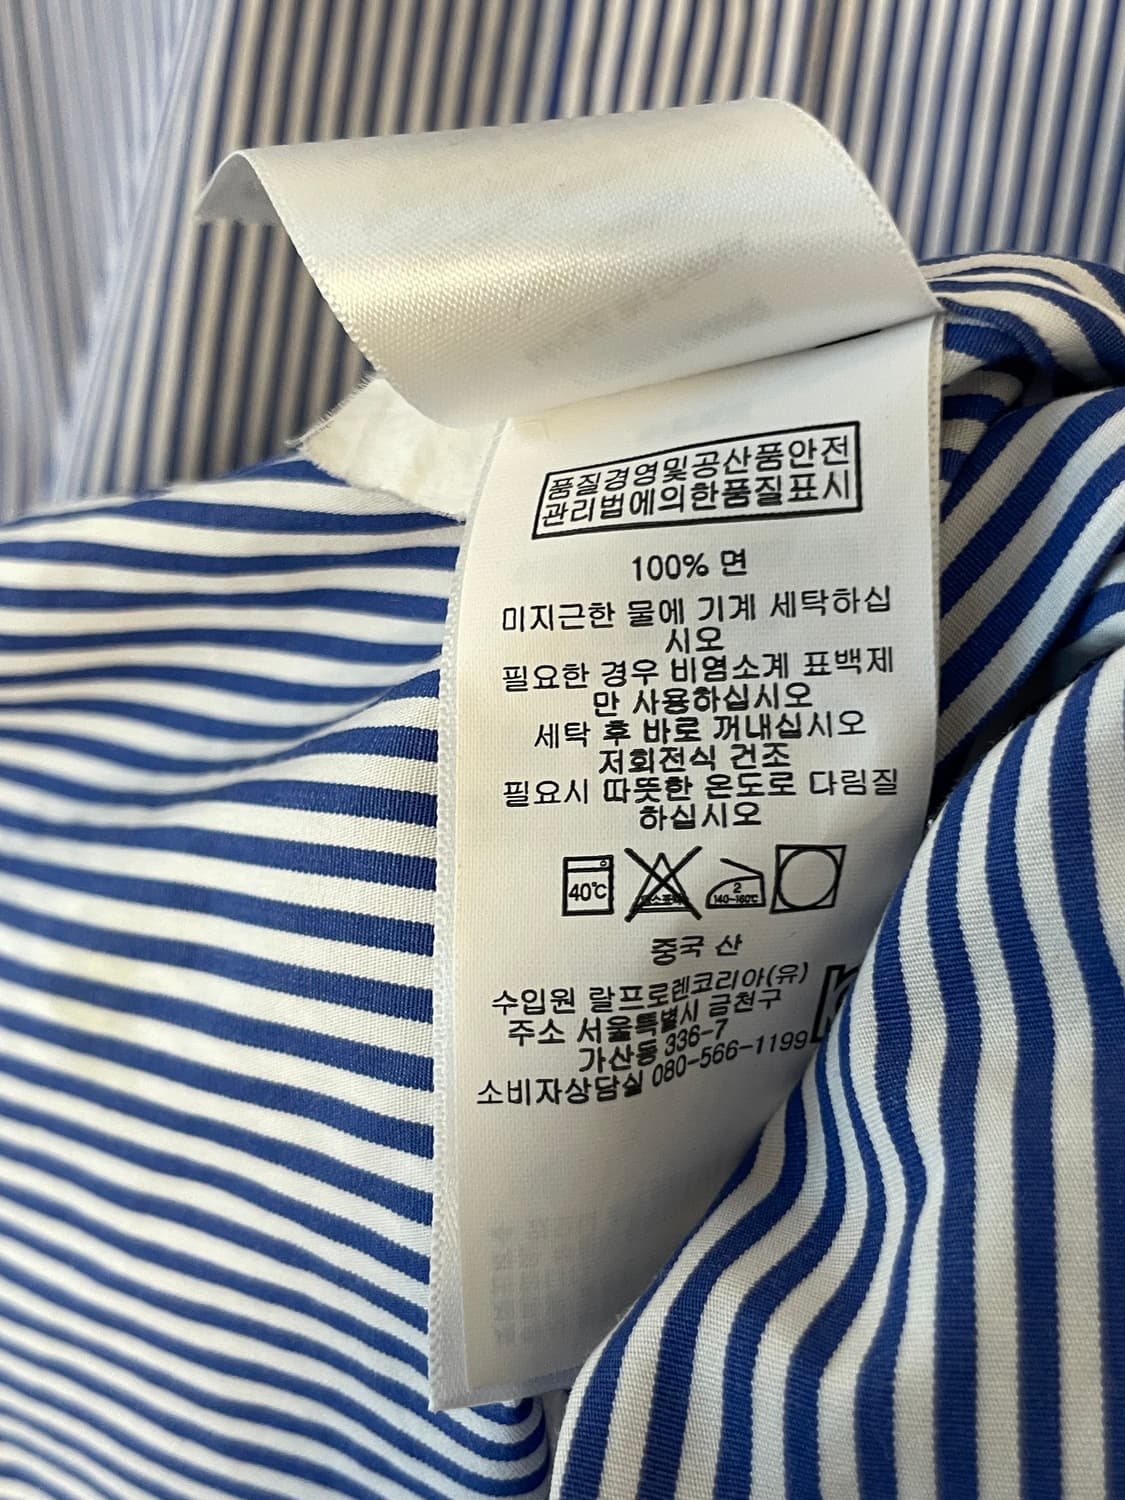 품질경영및공산품안전
관리법에의한품질표시
100% 면
미지근한 물에 기계 세탁하십
시오
필요한 경우 비염소계 표백제
만 사용하십시오
세탁 후 바로 꺼내십시오
저회전식 건조
필요시 따뜻한 온도로 다림질
하십시오
40℃
2
140~160℃
중국 산
수입원 랄프로렌코리아(유)
주소 서울특별시 금천구
가산동 336-7
소비자상담실 080-566-1199